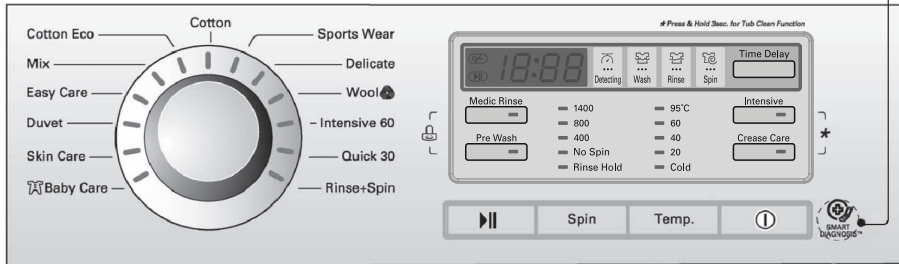 Press & Hold 3sec. for Tub Clean Function
Cotton
Cotton Eco
Sports Wear
Mix
Delicate
Easy Care
Wool
Duvet
Intensive 60
Skin Care
Quick 30
Baby Care
Rinse+Spin
18:88
Detecting
Wash
Rinse
Spin
Time Delay
Medic Rinse
Pre Wash
1400
800
400
No Spin
Rinse Hold
95°C
60
40
20
Cold
Intensive
Crease Care
*
Spin
Temp.
SMART
DIAGNOSIS™